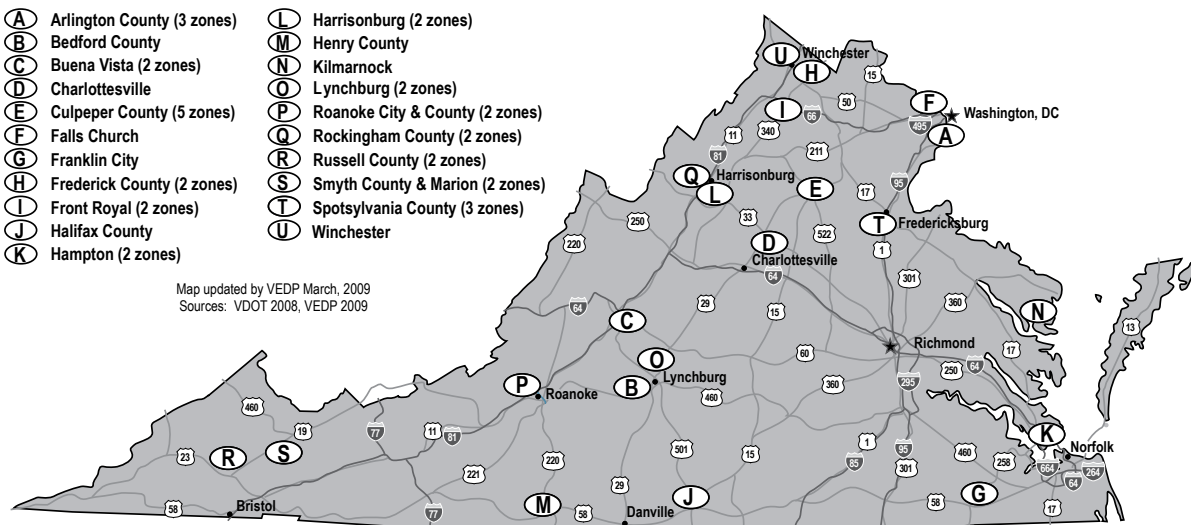 A Arlington County (3 zones)
B Bedford County
C Buena Vista (2 zones)
D Charlottesville
E Culpeper County (5 zones)
F Falls Church
G Franklin City
H Frederick County (2 zones)
I Front Royal (2 zones)
J Halifax County
K Hampton (2 zones)
L Harrisonburg (2 zones)
M Henry County
N Kilmarnock
O Lynchburg (2 zones)
P Roanoke City & County (2 zones)
Q Rockingham County (2 zones)
R Russell County (2 zones)
S Smyth County & Marion (2 zones)
T Spotsylvania County (3 zones)
U Winchester
Map updated by VEDP March, 2009
Sources: VDOT 2008, VEDP 2009
U Winchester
H
15
50
F
I
66
Washington, DC
495
A
11
340
81
211
Q Harrisonburg
L
E
17
95
250
33
522
T Fredericksburg
220
D
1
Charlottesville
64
301
64
29
15
360
N
C
13
Richmond
17
O
60
250
64
P
Roanoke
B
Lynchburg
460
360
295
460
19
77
11
81
K
Norfolk
23
R
S
221
220
501
15
1
85
95
301
460
258
664
264
64
58
Bristol
77
M
29
58
J
Danville
58
G
17